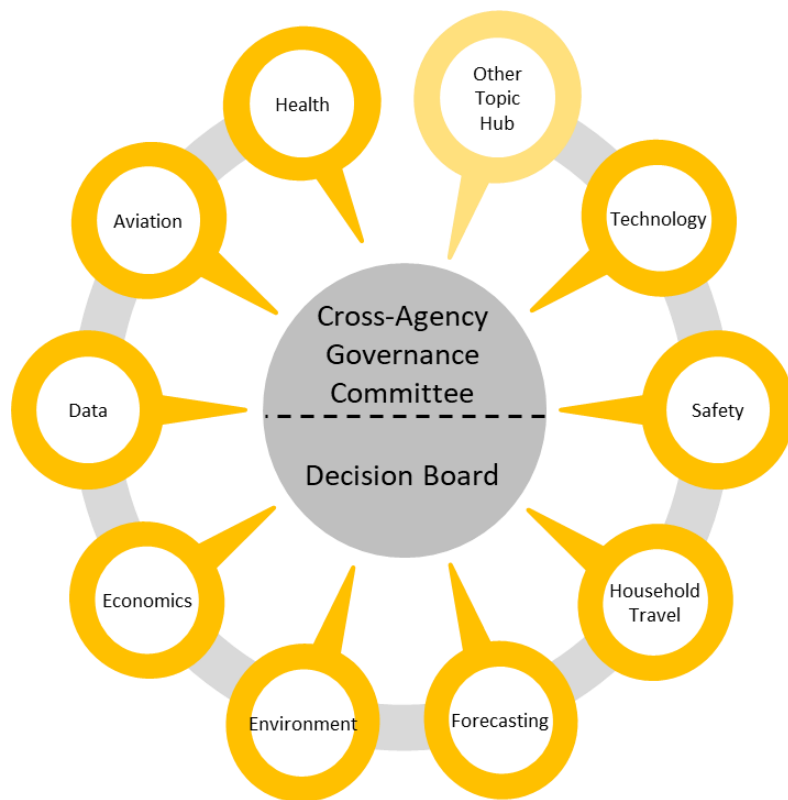 Health
Other
Topic
Hub
Aviation
Technology
Cross-Agency
Governance
Committee
Data
Safety
Decision Board
Economics
Household
Travel
Environment
Forecasting